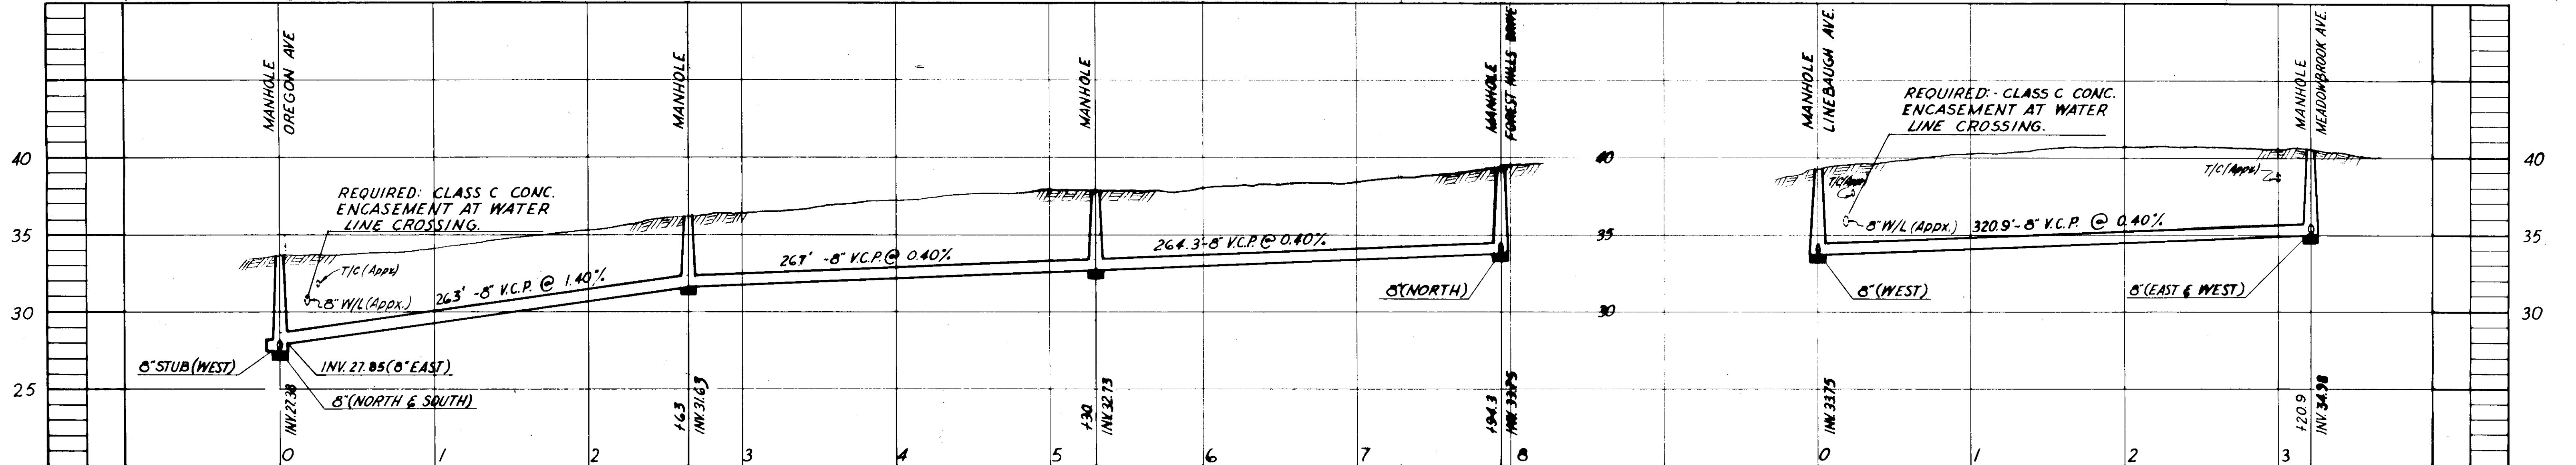 MANHOLE
OREGON AVE
MANHOLE
MANHOLE
MANHOLE
FOREST HILLS DRIVE
MANHOLE
LINEBAUGH AVE.
MANHOLE
MEADOWBROOK AVE.
REQUIRED: - CLASS C CONC.
ENCASEMENT AT WATER
LINE CROSSING.
40
40
40
REQUIRED: CLASS C CONC.
ENCASEMENT AT WATER
LINE CROSSING.
T/C (Appx)
T/C (Appx)
T/C (Appx)
35
35
35
8" W/L (Appx.)
263' - 8" V.C.P. @ 1.40%
267' - 8" V.C.P. @ 0.40%
264.3 - 8" V.C.P. @ 0.40%
8" W/L (Appx.)
320.9' - 8" V.C.P. @ 0.40%
8" (NORTH)
8" (WEST)
8" (EAST & WEST)
30
30
30
8" STUB (WEST)
INV. 27.85 (8" EAST)
8" (NORTH & SOUTH)
25
25
INV. 27.38
+63
INV. 31.63
+30
INV. 32.73
+94.3
INV. 33.75
INV. 33.75
+20.9
INV. 34.98
0 1 2 3 4 5 6 7 8 0 1 2 3